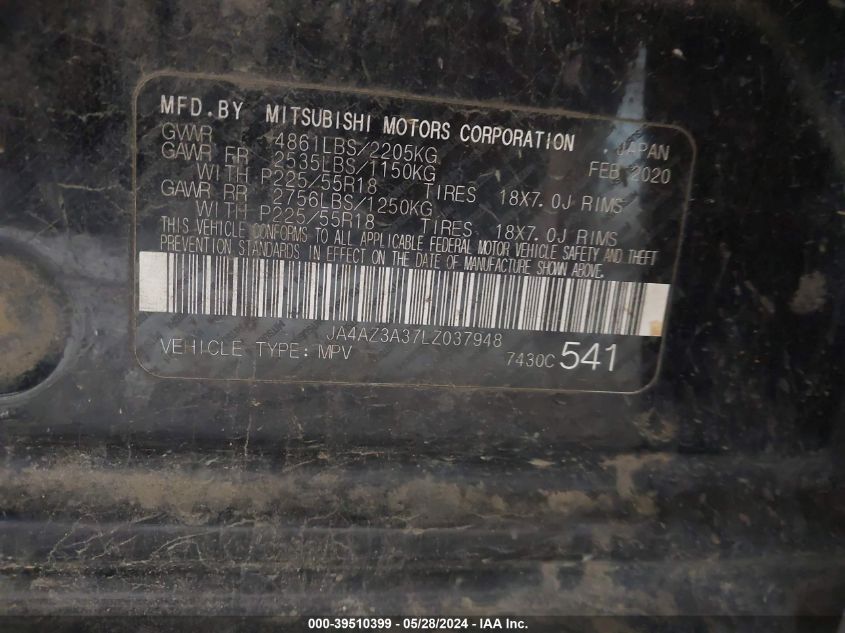 MFD.BY MITSUBISHI MOTORS CORPORATION JAPAN
GVWR 4861LBS/2205KG FEB 2020
GAWR FR 2535LBS/1150KG
WITH P225/55R18 TIRES 18X7.0J RIMS
GAWR RR 2756LBS/1250KG
WITH P225/55R18 TIRES 18X7.0J RIMS
THIS VEHICLE CONFORMS TO ALL APPLICABLE FEDERAL MOTOR VEHICLE SAFETY AND THEFT
PREVENTION STANDARDS IN EFFECT ON THE DATE OF MANUFACTURE SHOWN ABOVE.
JA4AZ3A37LZ037948
VEHICLE TYPE:MPV 7430C 541
000-39510399 - 05/28/2024 - IAA Inc.